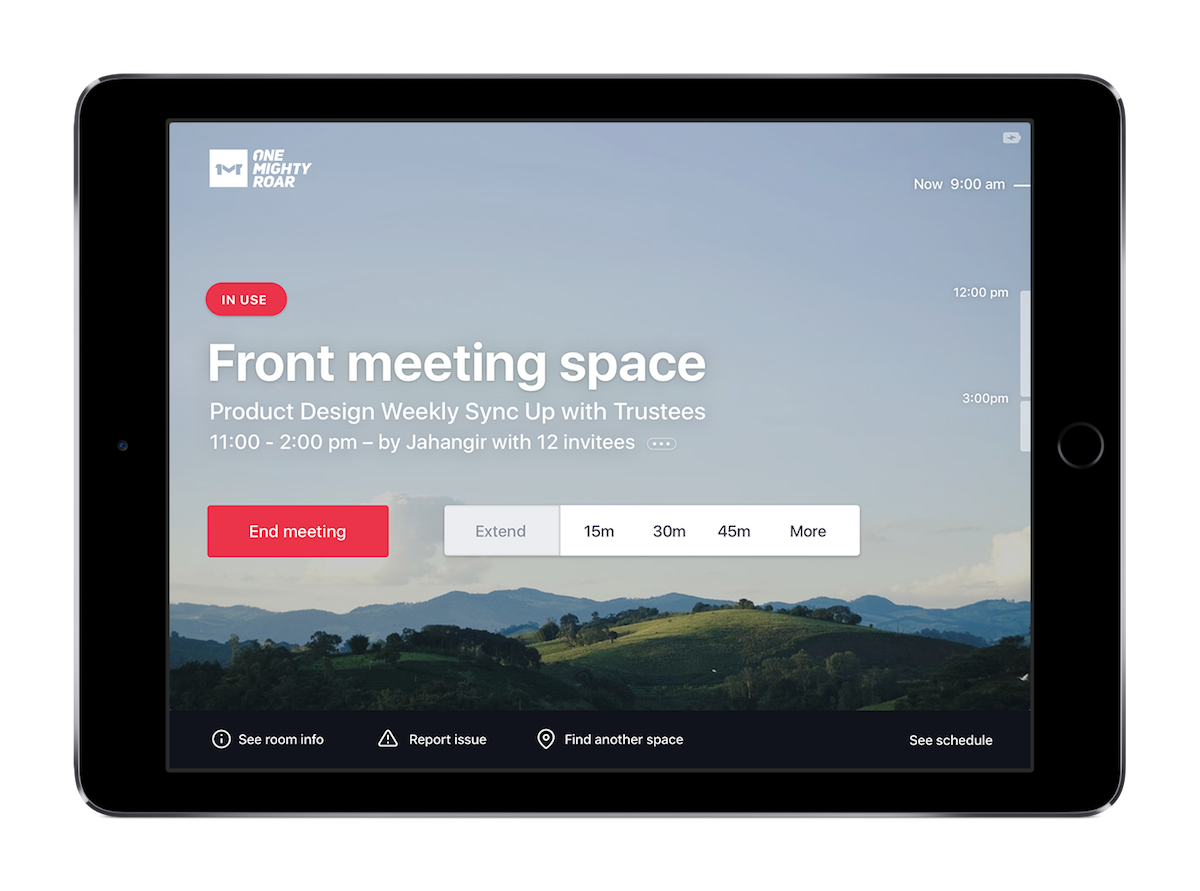 ONE
MIGHTY
ROAR
Now 9:00 am
IN USE
12:00 pm
Front meeting space
3:00pm
Product Design Weekly Sync Up with Trustees
11:00 - 2:00 pm – by Jahangir with 12 invitees
End meeting
Extend 15m 30m 45m More
See room info Report issue Find another space See schedule